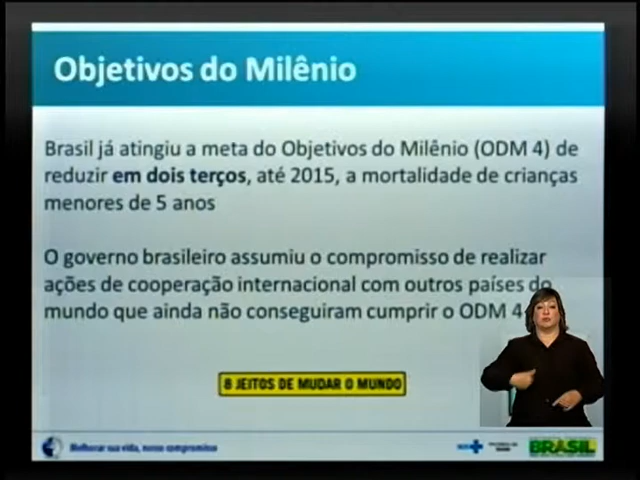 Objetivos do Milênio
Brasil já atingiu a meta do Objetivos do Milênio (ODM 4) de
reduzir em dois terços, até 2015, a mortalidade de crianças
menores de 5 anos
O governo brasileiro assumiu o compromisso de realizar
ações de cooperação internacional com outros países do
mundo que ainda não conseguiram cumprir o ODM 4
8 JEITOS DE MUDAR O MUNDO
Melhorar sua vida, nosso compromisso
SUS
BRASIL